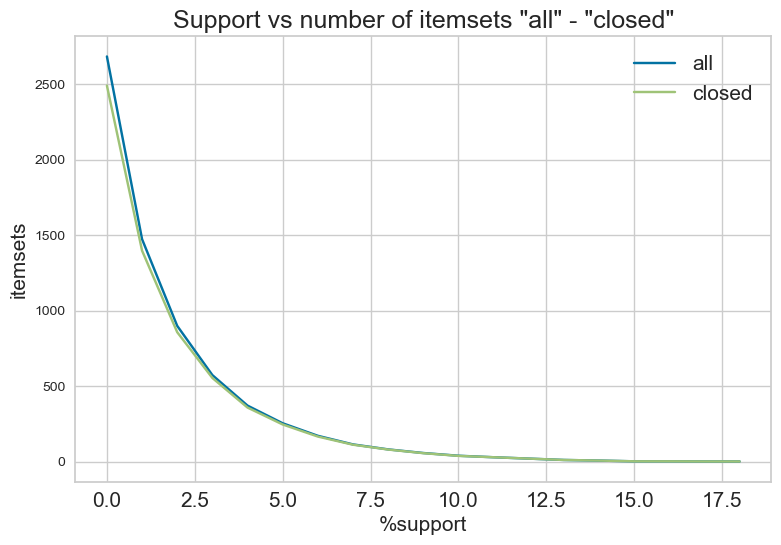 Support vs number of itemsets "all" - "closed"
all
closed
2500
2000
1500
1000
500
0
itemsets
0.0 2.5 5.0 7.5 10.0 12.5 15.0 17.5
%support